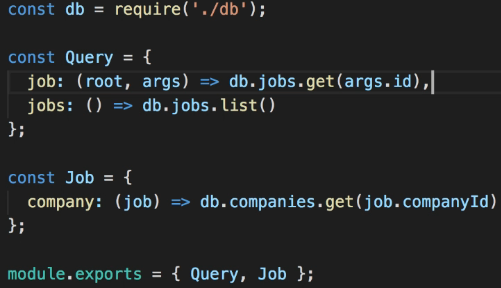 const db = require('./db');
const Query = {
  job: (root, args) => db.jobs.get(args.id),
  jobs: () => db.jobs.list()
};
const Job = {
  company: (job) => db.companies.get(job.companyId)
};
module.exports = { Query, Job };